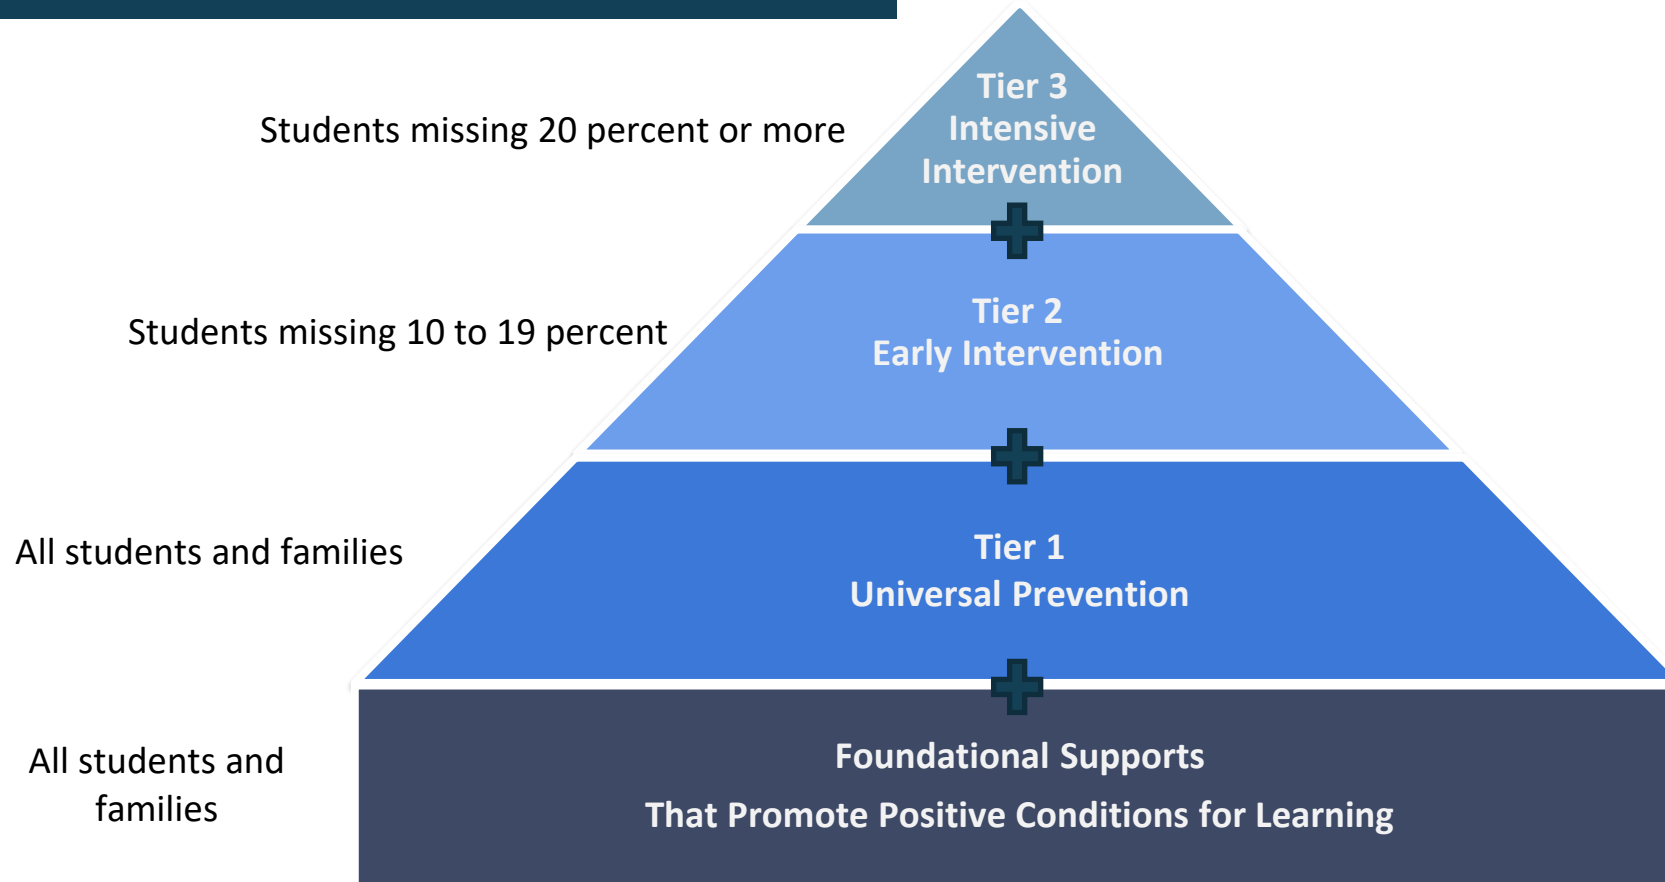 Tier 3
Intensive
Intervention
Students missing 20 percent or more
Tier 2
Early Intervention
Students missing 10 to 19 percent
Tier 1
Universal Prevention
All students and families
Foundational Supports
That Promote Positive Conditions for Learning
All students and
families